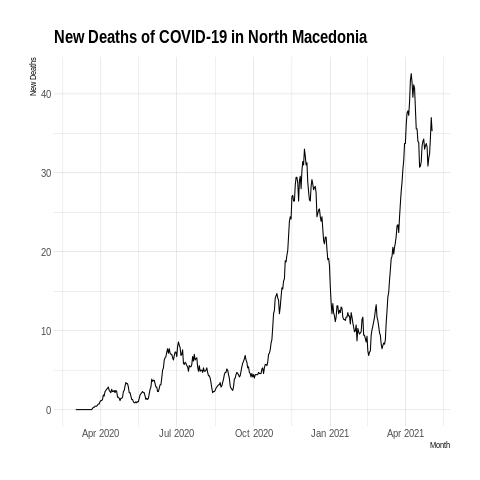 New Deaths of COVID-19 in North Macedonia
New Deaths
40
30
20
10
0
Apr 2020 Jul 2020 Oct 2020 Jan 2021 Apr 2021
Month